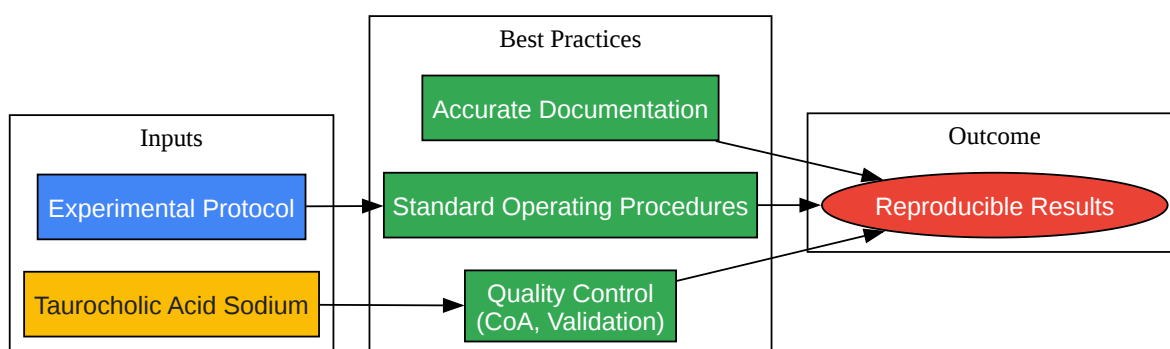 Inputs
Experimental Protocol
Taurocholic Acid Sodium
Best Practices
Accurate Documentation
Standard Operating Procedures
Quality Control
(CoA, Validation)
Outcome
Reproducible Results